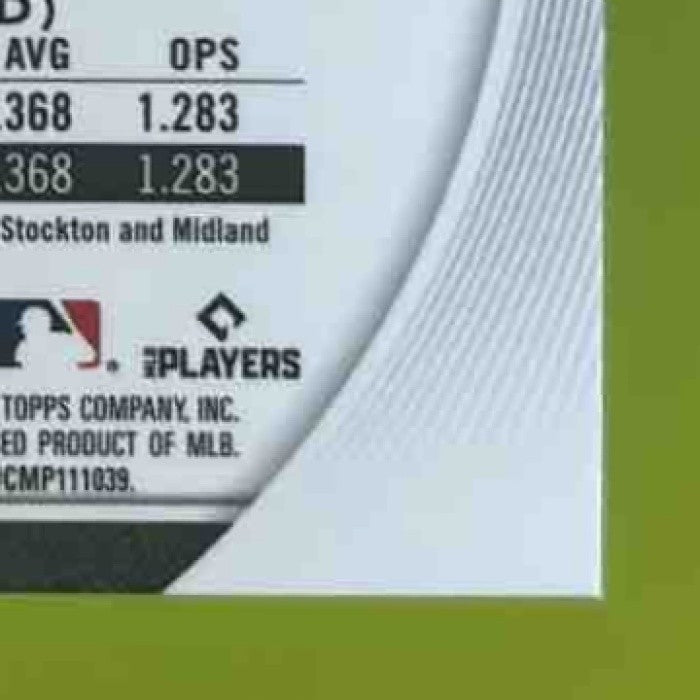 D)
AVG OPS
.368 1.283
.368 1.283
Stockton and Midland
MLB PLAYERS
TOPPS COMPANY, INC.
ED PRODUCT OF MLB.
CMP111039.